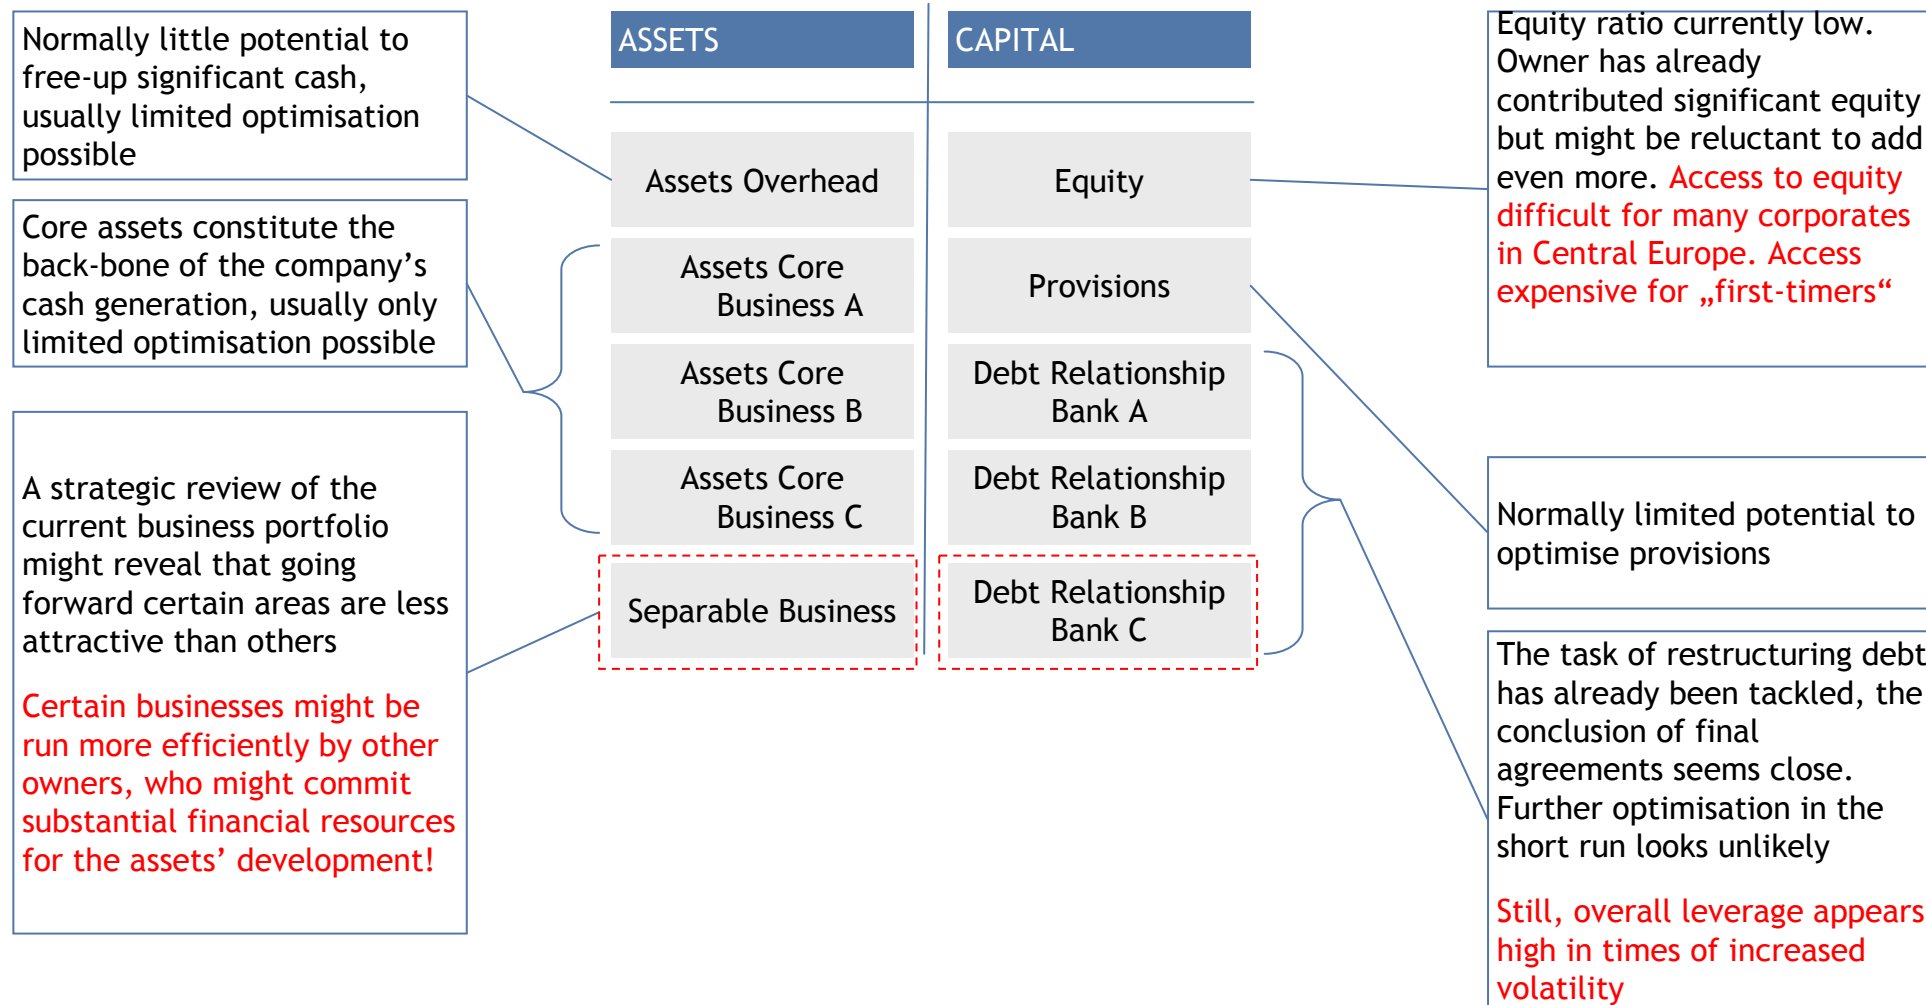 Normally little potential to
free-up significant cash,
usually limited optimisation
possible
Core assets constitute the
back-bone of the company’s
cash generation, usually only
limited optimisation possible
A strategic review of the
current business portfolio
might reveal that going
forward certain areas are less
attractive than others
Certain businesses might be
run more efficiently by other
owners, who might commit
substantial financial resources
for the assets’ development!
ASSETS
Assets Overhead
Assets Core
Business A
Assets Core
Business B
Assets Core
Business C
Separable Business
CAPITAL
Equity
Provisions
Debt Relationship
Bank A
Debt Relationship
Bank B
Debt Relationship
Bank C
Equity ratio currently low.
Owner has already
contributed significant equity
but might be reluctant to add
even more. Access to equity
difficult for many corporates
in Central Europe. Access
expensive for „first-timers“
Normally limited potential to
optimise provisions
The task of restructuring debt
has already been tackled, the
conclusion of final
agreements seems close.
Further optimisation in the
short run looks unlikely
Still, overall leverage appears
high in times of increased
volatility